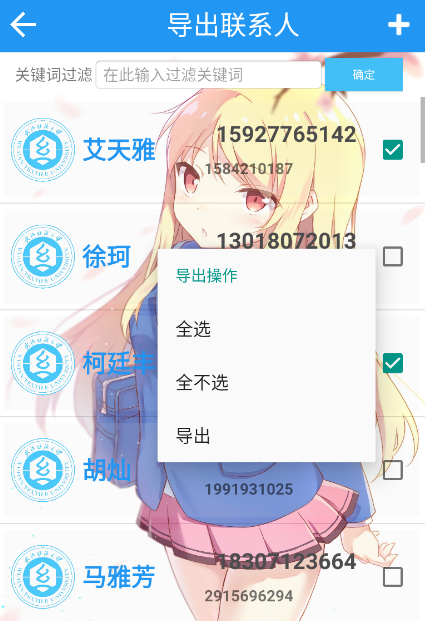 导出联系人
关键词过滤 在此输入过滤关键词 确定
艾天雅 15927765142
1584210187
徐珂 13018072013
导出操作
全选
柯廷丰
全不选
导出
胡灿
1991931025
马雅芳 18307123664
2915696294